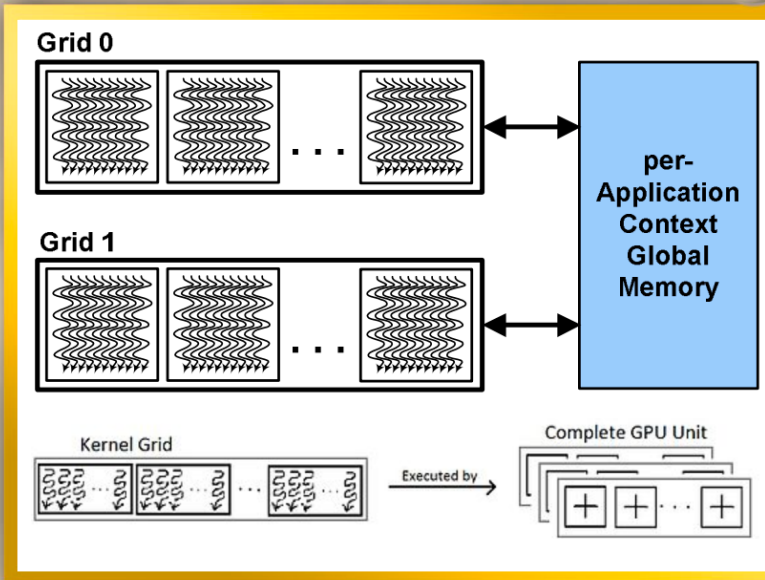 Grid 0
. . .
per-
Application
Context
Global
Memory
Grid 1
. . .
Kernel Grid
... ... ... ...
Executed by
Complete GPU Unit
+ + ... +